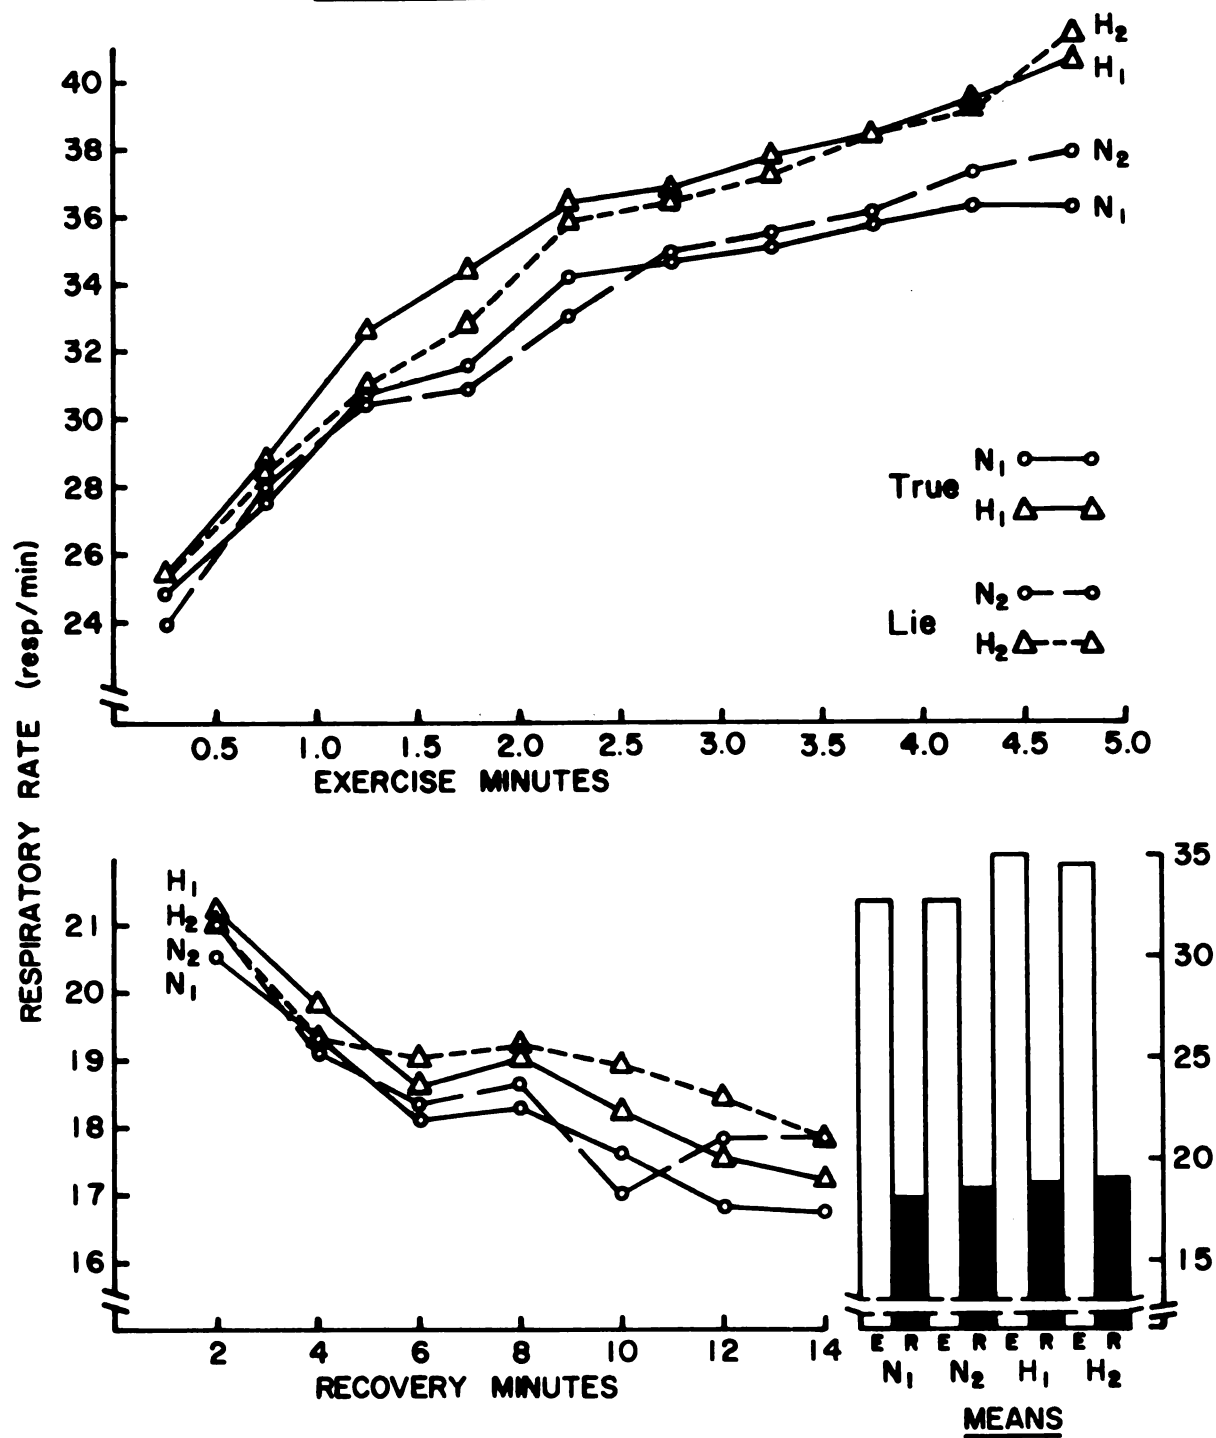 H₂
H₁
N₂
N₁
40
38
36
34
32
30
28
26
24
True
N₁
H₁
Lie
N₂
H₂
0.5 1.0 1.5 2.0 2.5 3.0 3.5 4.0 4.5 5.0
EXERCISE MINUTES
RESPIRATORY RATE (resp/min)
H₁
H₂
N₂
N₁
21
20
19
18
17
16
2 4 6 8 10 12 14
RECOVERY MINUTES
35
30
25
20
15
E R E R E R E R
N₁ N₂ H₁ H₂
MEANS